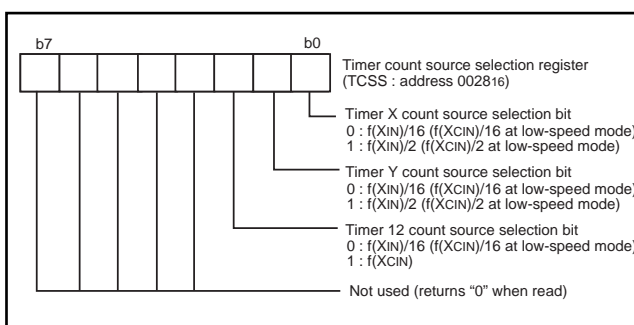 b7 b0
Timer count source selection register
(TCSS : address 002816)
Timer X count source selection bit
0 : f(XIN)/16 (f(XCIN)/16 at low-speed mode)
1 : f(XIN)/2 (f(XCIN)/2 at low-speed mode)
Timer Y count source selection bit
0 : f(XIN)/16 (f(XCIN)/16 at low-speed mode)
1 : f(XIN)/2 (f(XCIN)/2 at low-speed mode)
Timer 12 count source selection bit
0 : f(XIN)/16 (f(XCIN)/16 at low-speed mode)
1 : f(XCIN)
Not used (returns “0” when read)